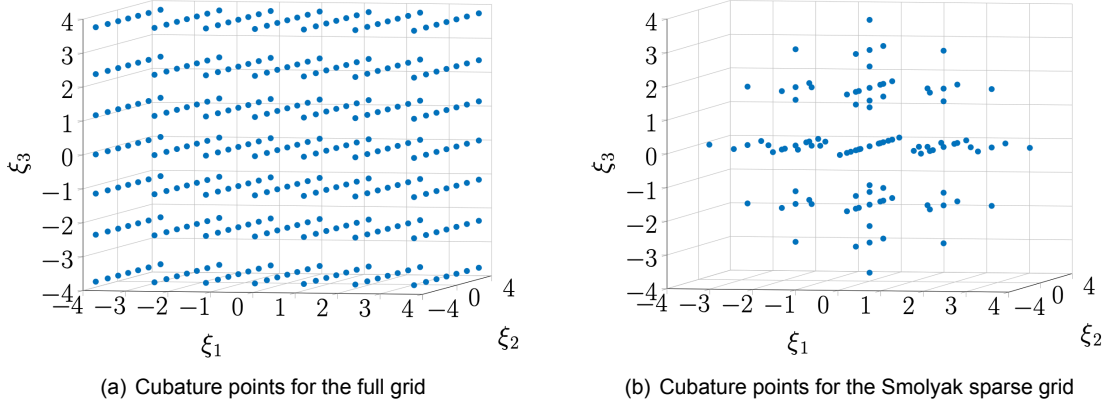 4
3
2
1
0
−1
−2
−3
−4
ξ3
−4 −3 −2 −1 0 1 2 3 4 −4 0 4
ξ1
ξ2
(a) Cubature points for the full grid
4
3
2
1
0
−1
−2
−3
−4
ξ3
−4 −3 −2 −1 0 1 2 3 4 −4 0 4
ξ1
ξ2
(b) Cubature points for the Smolyak sparse grid